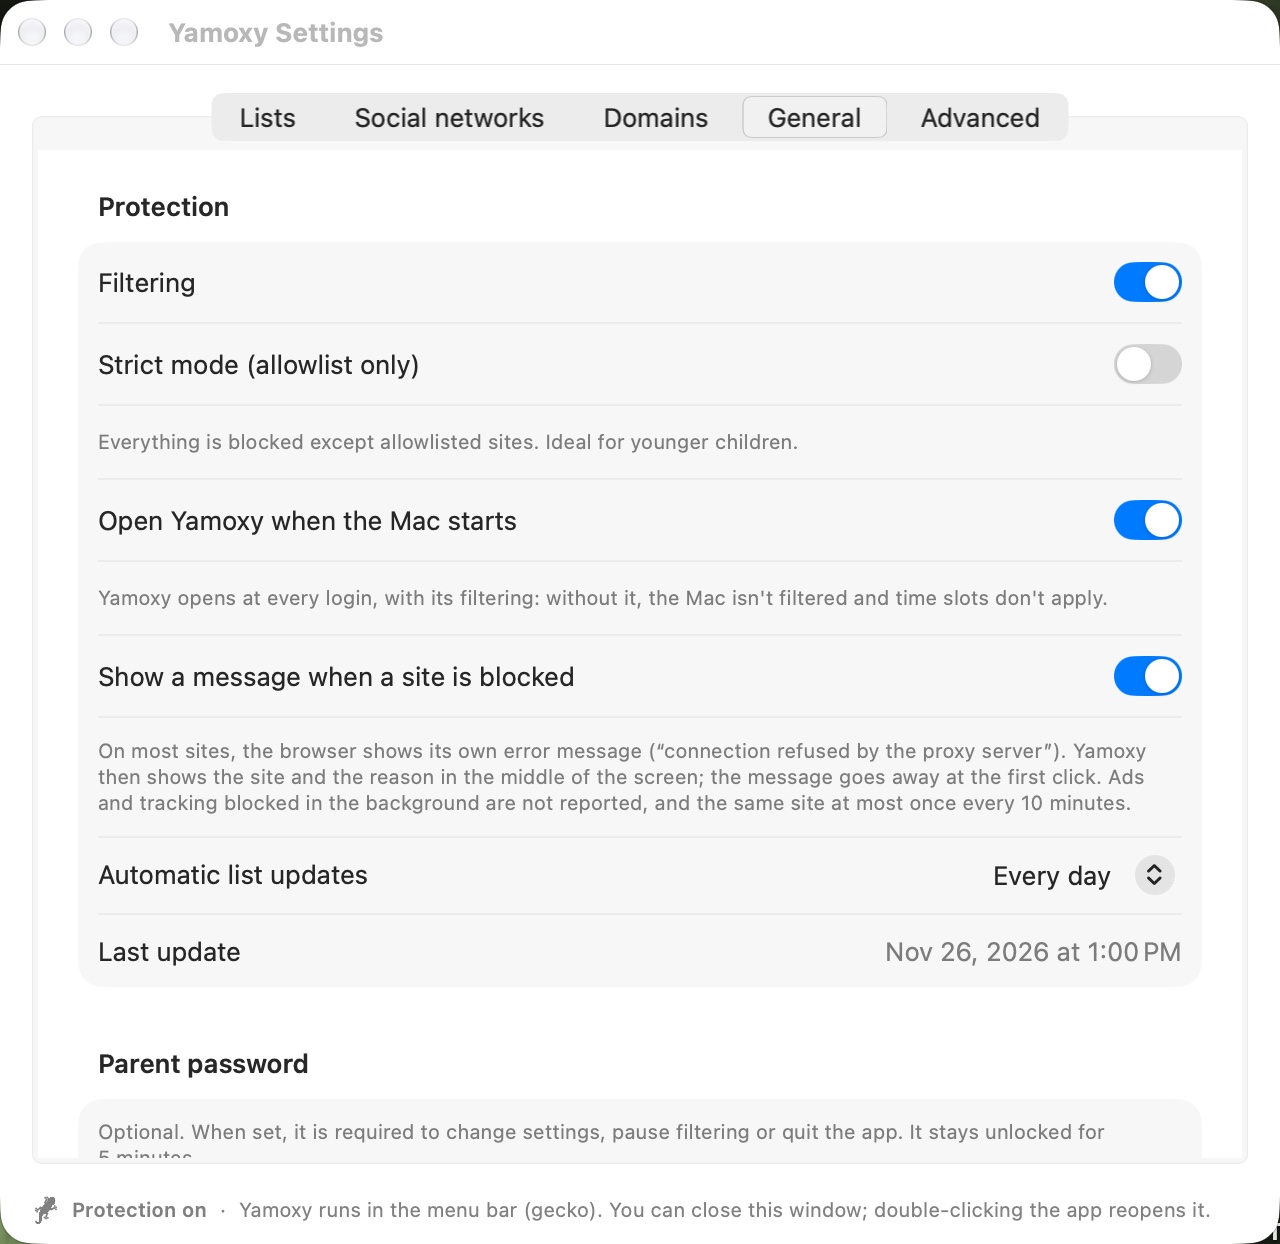 Yamoxy Settings
Lists
Social networks
Domains
General
Advanced
Protection
Filtering
Strict mode (allowlist only)
Everything is blocked except allowlisted sites. Ideal for younger children.
Open Yamoxy when the Mac starts
Yamoxy opens at every login, with its filtering: without it, the Mac isn't filtered and time slots don't apply.
Show a message when a site is blocked
On most sites, the browser shows its own error message (“connection refused by the proxy server”). Yamoxy
then shows the site and the reason in the middle of the screen; the message goes away at the first click. Ads
and tracking blocked in the background are not reported, and the same site at most once every 10 minutes.
Automatic list updates
Every day
Last update
Nov 26, 2026 at 1:00 PM
Parent password
Optional. When set, it is required to change settings, pause filtering or quit the app. It stays unlocked for
5 minutes.
Protection on · Yamoxy runs in the menu bar (gecko). You can close this window; double-clicking the app reopens it.